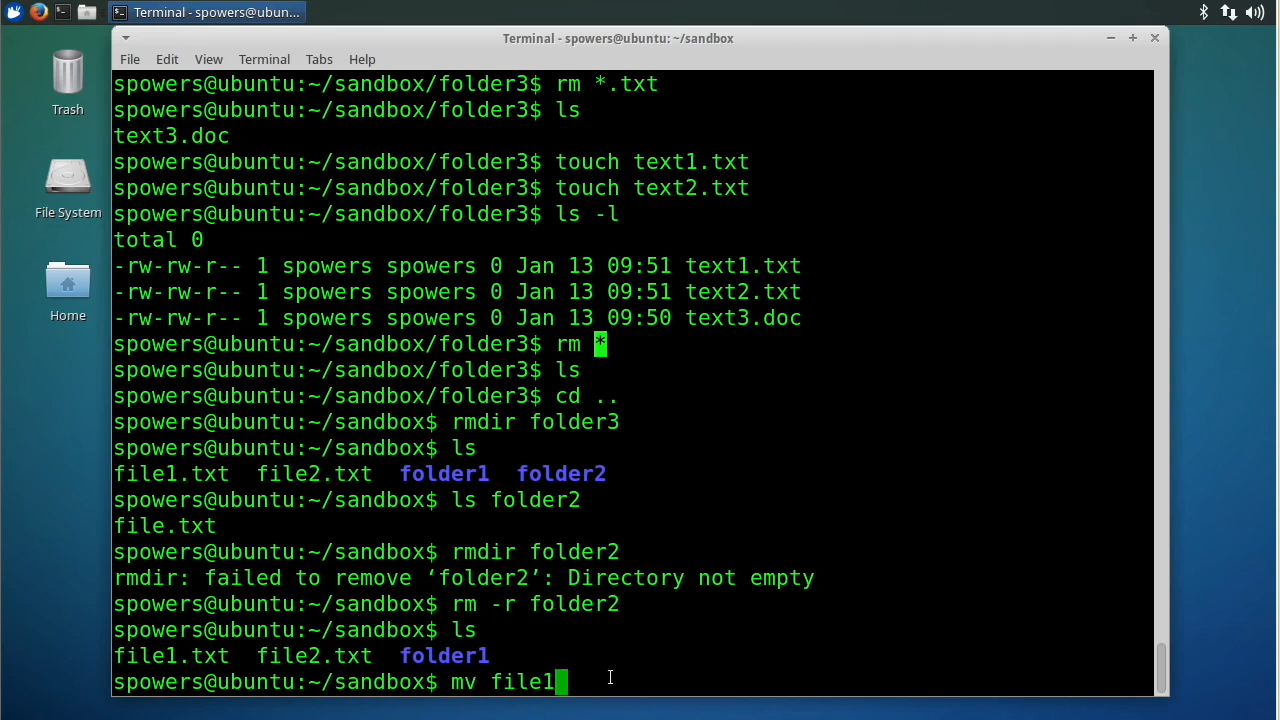 Terminal - spowers@ubun...
Terminal - spowers@ubuntu: ~/sandbox
File Edit View Terminal Tabs Help
Trash
File System
Home
spowers@ubuntu:~/sandbox/folder3$ rm *.txt
spowers@ubuntu:~/sandbox/folder3$ ls
text3.doc
spowers@ubuntu:~/sandbox/folder3$ touch text1.txt
spowers@ubuntu:~/sandbox/folder3$ touch text2.txt
spowers@ubuntu:~/sandbox/folder3$ ls -l
total 0
-rw-rw-r-- 1 spowers spowers 0 Jan 13 09:51 text1.txt
-rw-rw-r-- 1 spowers spowers 0 Jan 13 09:51 text2.txt
-rw-rw-r-- 1 spowers spowers 0 Jan 13 09:50 text3.doc
spowers@ubuntu:~/sandbox/folder3$ rm *
spowers@ubuntu:~/sandbox/folder3$ ls
spowers@ubuntu:~/sandbox/folder3$ cd ..
spowers@ubuntu:~/sandbox$ rmdir folder3
spowers@ubuntu:~/sandbox$ ls
file1.txt  file2.txt  folder1  folder2
spowers@ubuntu:~/sandbox$ ls folder2
file.txt
spowers@ubuntu:~/sandbox$ rmdir folder2
rmdir: failed to remove ‘folder2’: Directory not empty
spowers@ubuntu:~/sandbox$ rm -r folder2
spowers@ubuntu:~/sandbox$ ls
file1.txt  file2.txt  folder1
spowers@ubuntu:~/sandbox$ mv file1